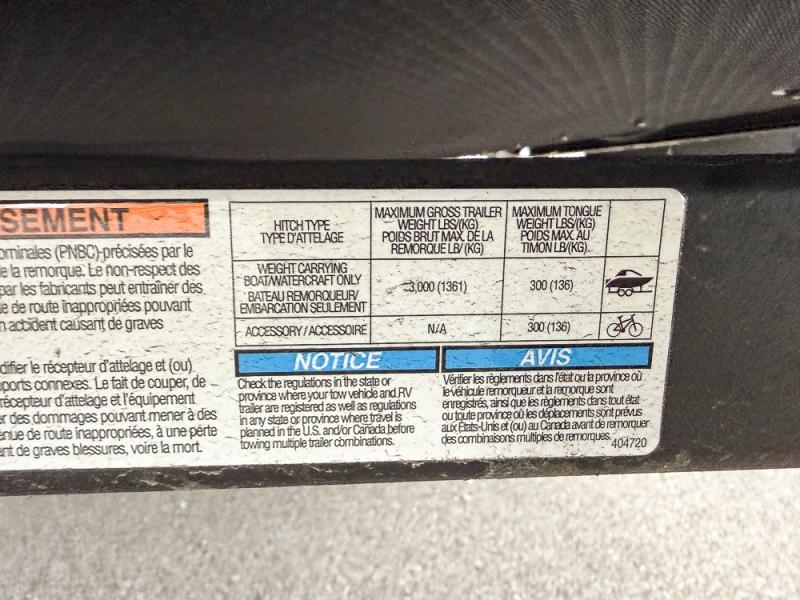 SEMENT
ominales (PNBC) précisées par le
e la remorque. Le non-respect des
par les fabricants peut entraîner des
e de route inappropriées pouvant
n accident causant de graves
difier le récepteur d'attelage et (ou)
ports connexes. Le fait de couper, de
récepteur d'attelage et l'équipement
er des dommages pouvant mener à des
enue de route inappropriées, à une perte
nt de graves blessures, voire la mort.
HITCH TYPE
TYPE D'ATTELAGE
MAXIMUM GROSS TRAILER
WEIGHT LBS/(KG)
POIDS BRUT MAX. DE LA
REMORQUE LB/(KG)
MAXIMUM TONGUE
WEIGHT LBS/(KG)
POIDS MAX. AU
TIMON LB/(KG)
WEIGHT CARRYING
BOAT/WATERCRAFT ONLY
BATEAU REMORQUEUR/
EMBARCATION SEULEMENT
3,000 (1361)
300 (136)
ACCESSORY / ACCESSOIRE
N/A
300 (136)
NOTICE
Check the regulations in the state or
province where your tow vehicle and RV
trailer are registered as well as regulations
in any state or province where travel is
planned in the U.S. and/or Canada before
towing multiple trailer combinations.
AVIS
Vérifier les règlements dans l'état ou la province où
le véhicule remorqueur et la remorque sont
enregistrés, ainsi que les règlements dans tout état
ou toute province où les déplacements sont prévus
aux États-Unis et (ou) au Canada avant de remorquer
des combinaisons multiples de remorques.
404720